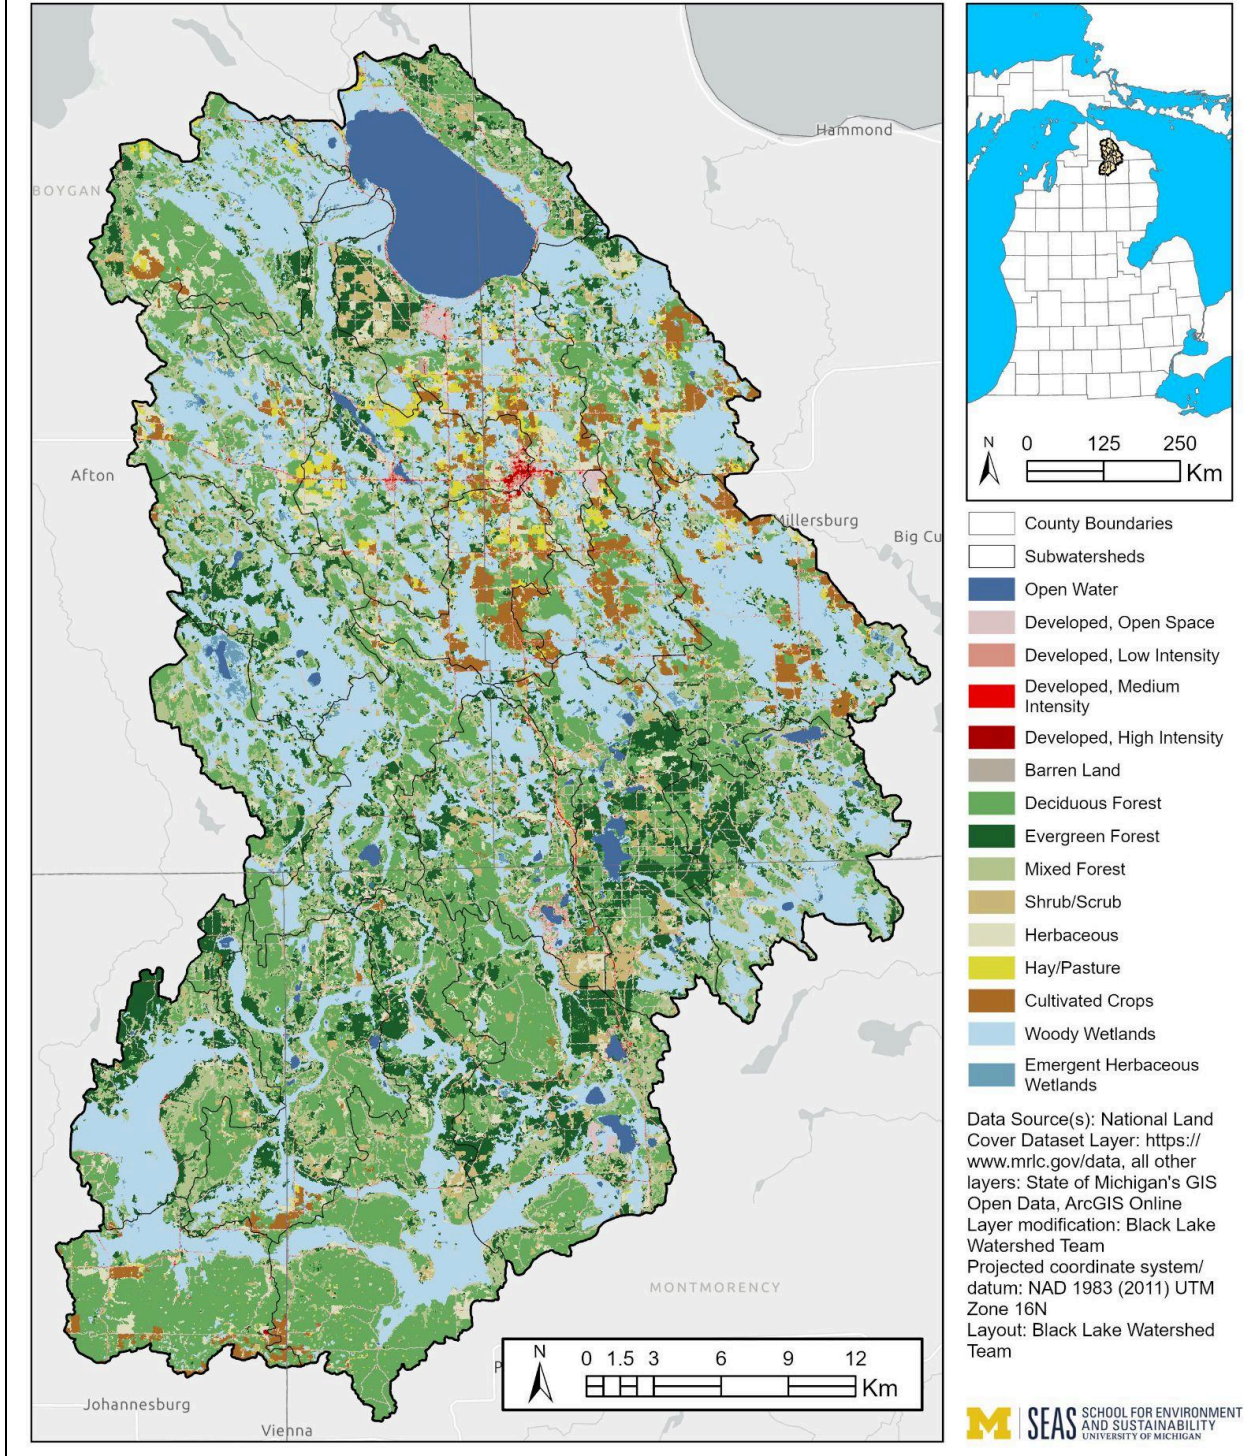 Hammond
BOYGAN
Afton
Millersburg
Big Cu
MONTMORENCY
Johannesburg
Vienna
P
N
0 1.5 3 6 9 12
Km
N
0 125 250
Km
County Boundaries
Subwatersheds
Open Water
Developed, Open Space
Developed, Low Intensity
Developed, Medium
Intensity
Developed, High Intensity
Barren Land
Deciduous Forest
Evergreen Forest
Mixed Forest
Shrub/Scrub
Herbaceous
Hay/Pasture
Cultivated Crops
Woody Wetlands
Emergent Herbaceous
Wetlands
Data Source(s): National Land
Cover Dataset Layer: https://
www.mrlc.gov/data, all other
layers: State of Michigan's GIS
Open Data, ArcGIS Online
Layer modification: Black Lake
Watershed Team
Projected coordinate system/
datum: NAD 1983 (2011) UTM
Zone 16N
Layout: Black Lake Watershed
Team
M SEAS SCHOOL FOR ENVIRONMENT
AND SUSTAINABILITY
UNIVERSITY OF MICHIGAN